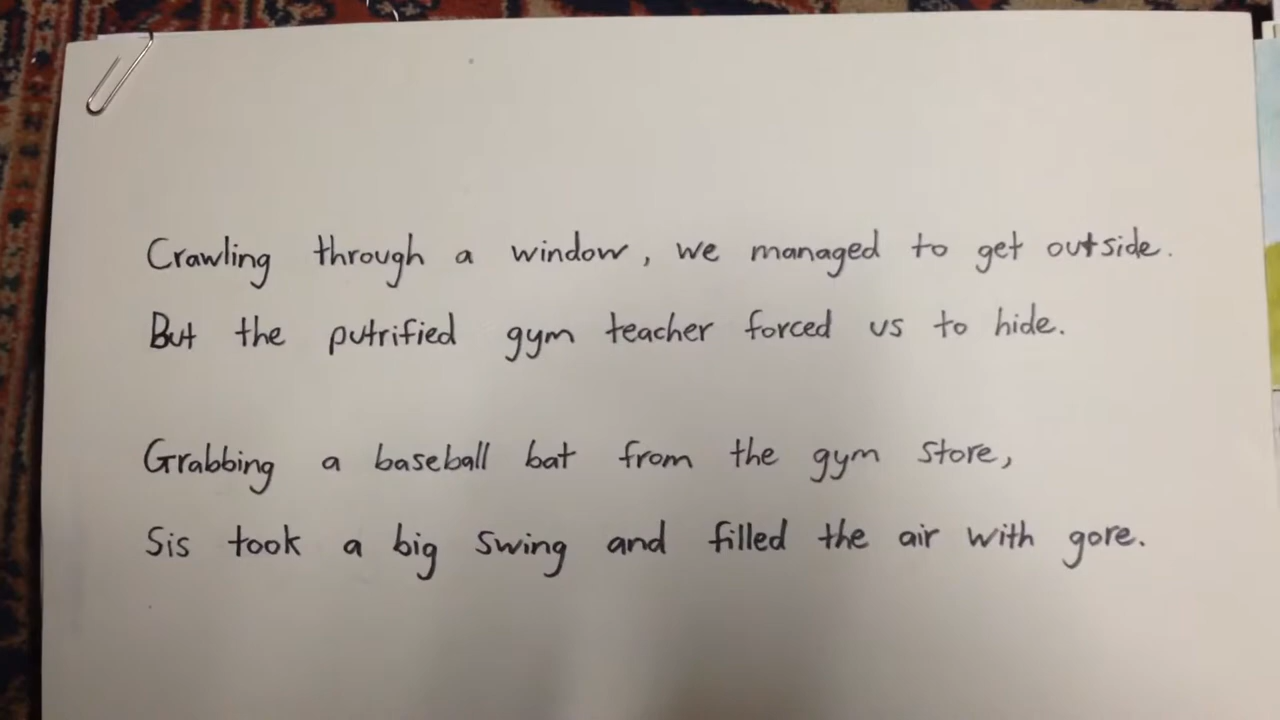 Crawling through a window, we managed to get outside.
But the putrified gym teacher forced us to hide.
Grabbing a baseball bat from the gym store,
Sis took a big swing and filled the air with gore.